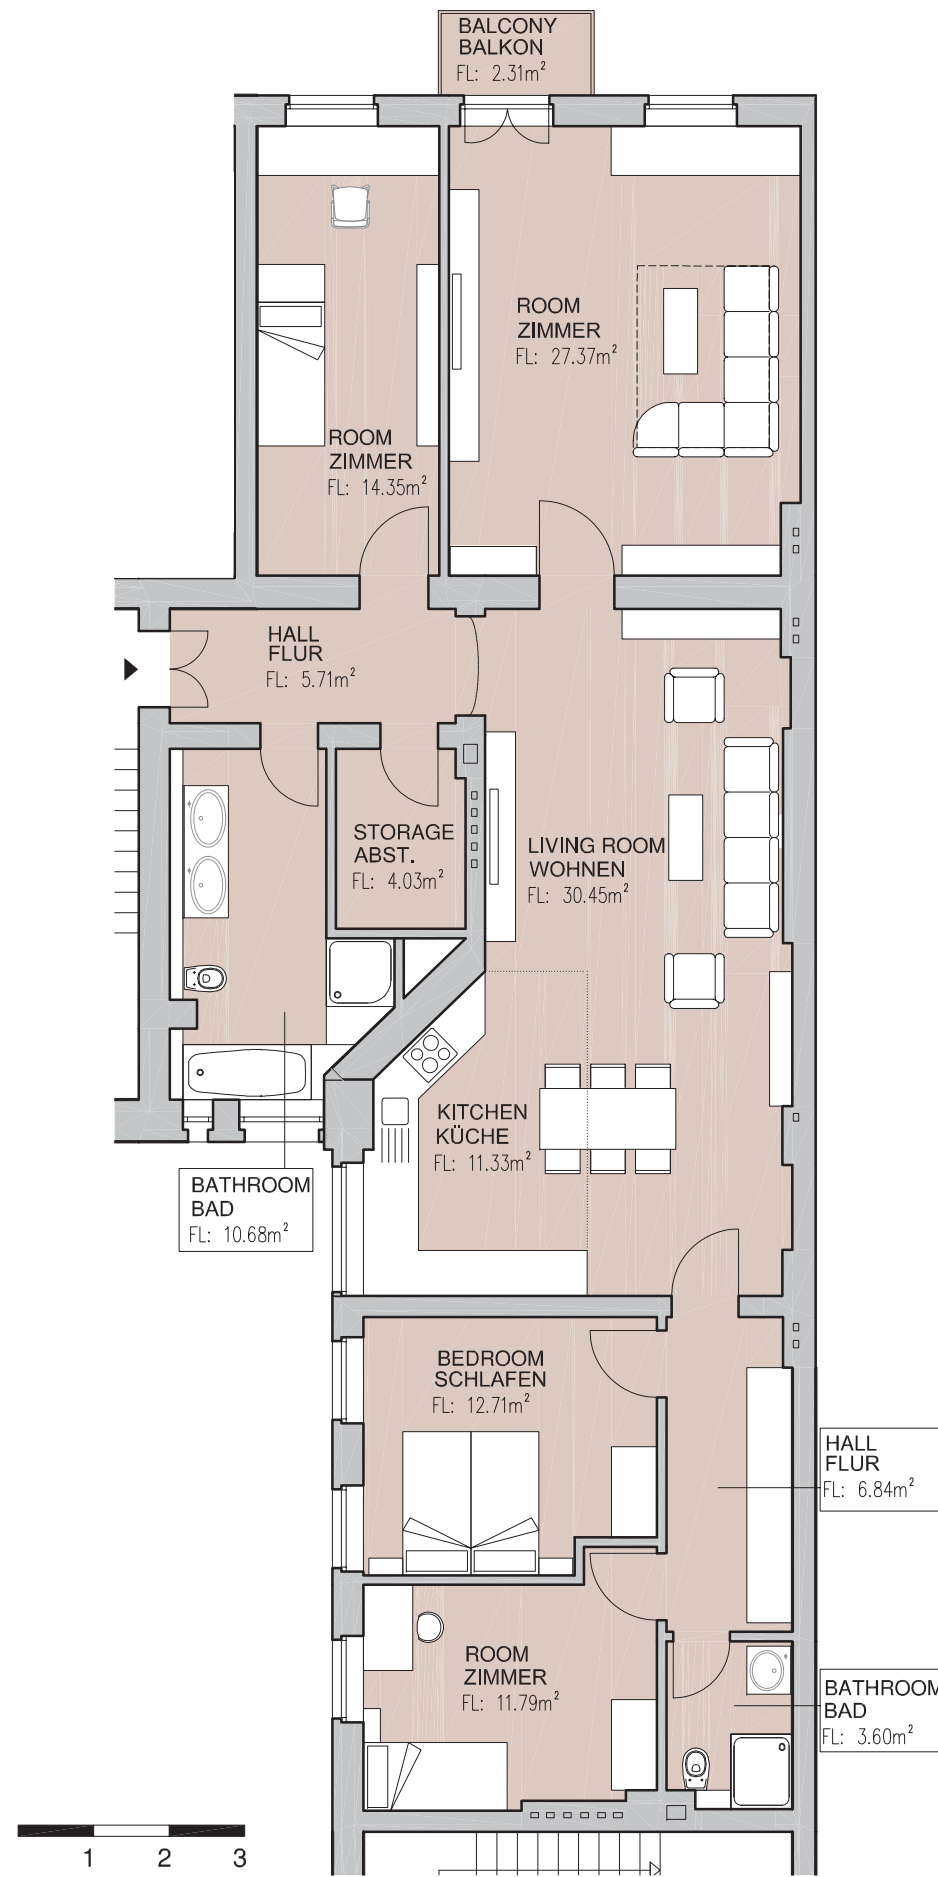 BALCONY
BALKON
FL: 2.31m²
ROOM
ZIMMER
FL: 27.37m²
ROOM
ZIMMER
FL: 14.35m²
HALL
FLUR
FL: 5.71m²
STORAGE
ABST.
FL: 4.03m²
LIVING ROOM
WOHNEN
FL: 30.45m²
KITCHEN
KÜCHE
FL: 11.33m²
BATHROOM
BAD
FL: 10.68m²
BEDROOM
SCHLAFEN
FL: 12.71m²
HALL
FLUR
FL: 6.84m²
ROOM
ZIMMER
FL: 11.79m²
BATHROOM
BAD
FL: 3.60m²
1 2 3